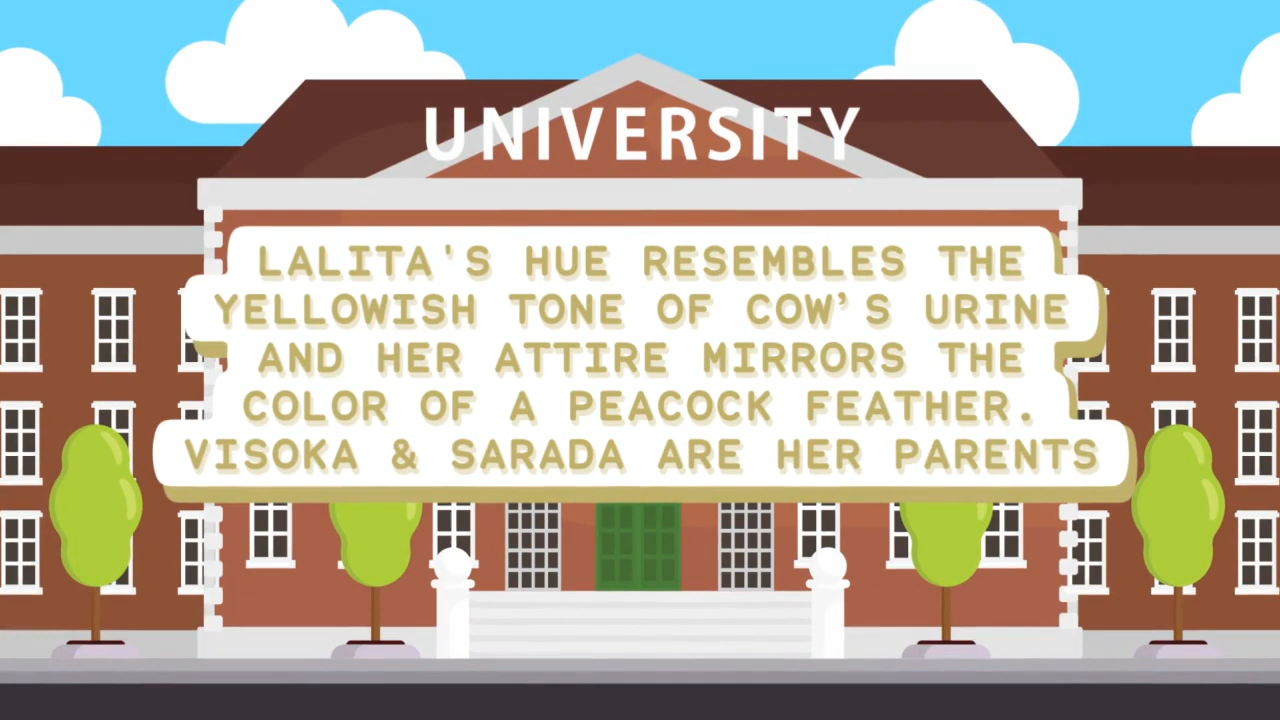 UNIVERSITY
LALITA'S HUE RESEMBLES THE
YELLOWISH TONE OF COW’S URINE
AND HER ATTIRE MIRRORS THE
COLOR OF A PEACOCK FEATHER.
VISOKA & SARADA ARE HER PARENTS